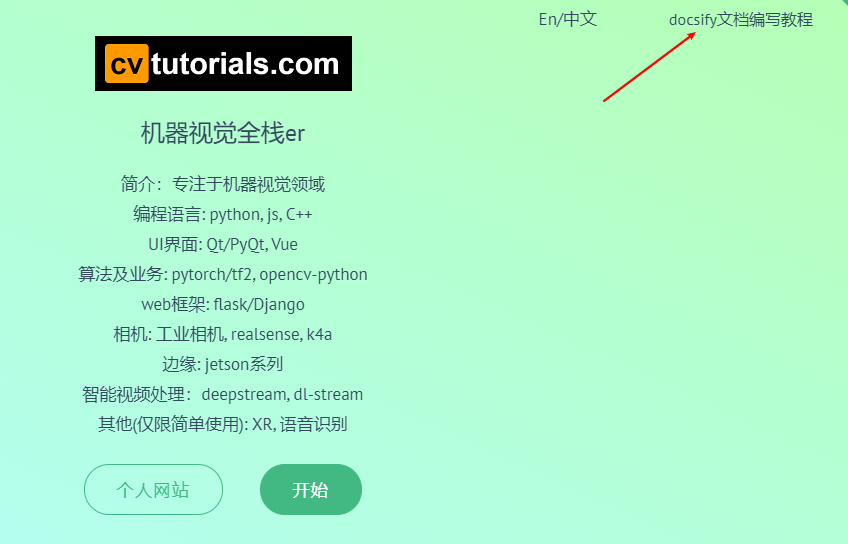 En/中文
docsify文档编写教程
cvtutorials.com
机器视觉全栈er
简介：专注于机器视觉领域
编程语言: python, js, C++
UI界面: Qt/PyQt, Vue
算法及业务: pytorch/tf2, opencv-python
web框架: flask/Django
相机: 工业相机, realsense, k4a
边缘: jetson系列
智能视频处理：deepstream, dl-stream
其他(仅限简单使用): XR, 语音识别
个人网站
开始